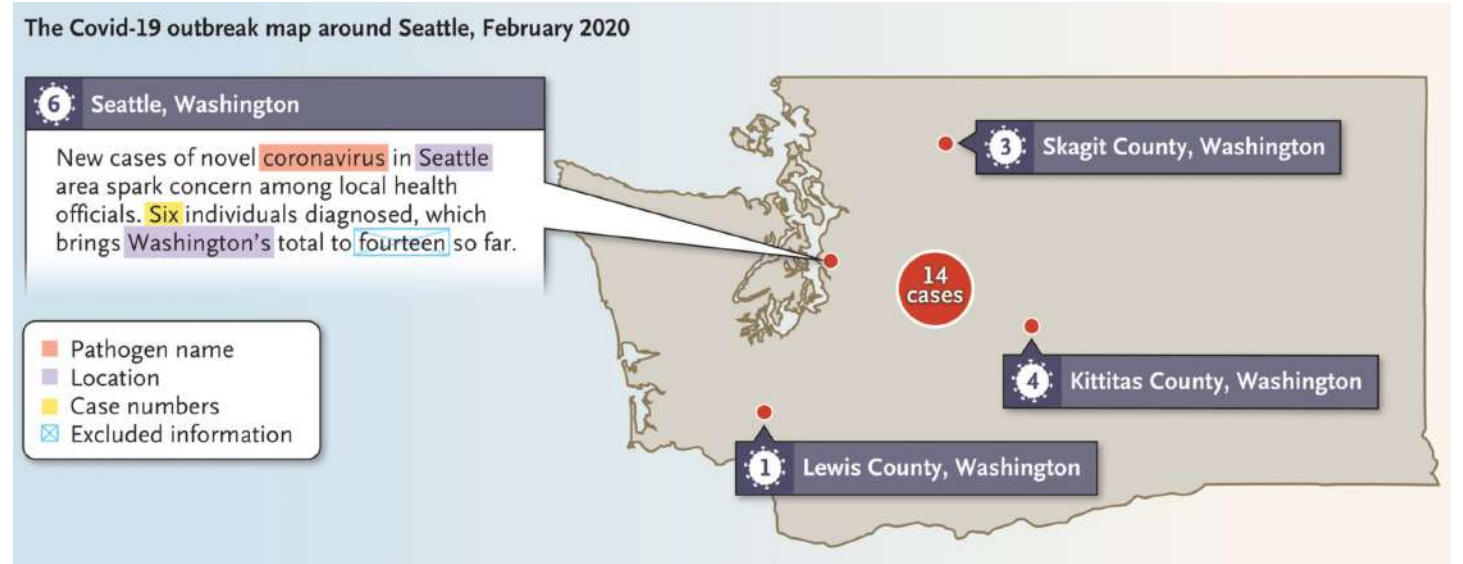 The Covid-19 outbreak map around Seattle, February 2020
6 Seattle, Washington
New cases of novel coronavirus in Seattle
area spark concern among local health
officials. Six individuals diagnosed, which
brings Washington’s total to fourteen so far.
Pathogen name
Location
Case numbers
Excluded information
3 Skagit County, Washington
14
cases
4 Kittitas County, Washington
1 Lewis County, Washington